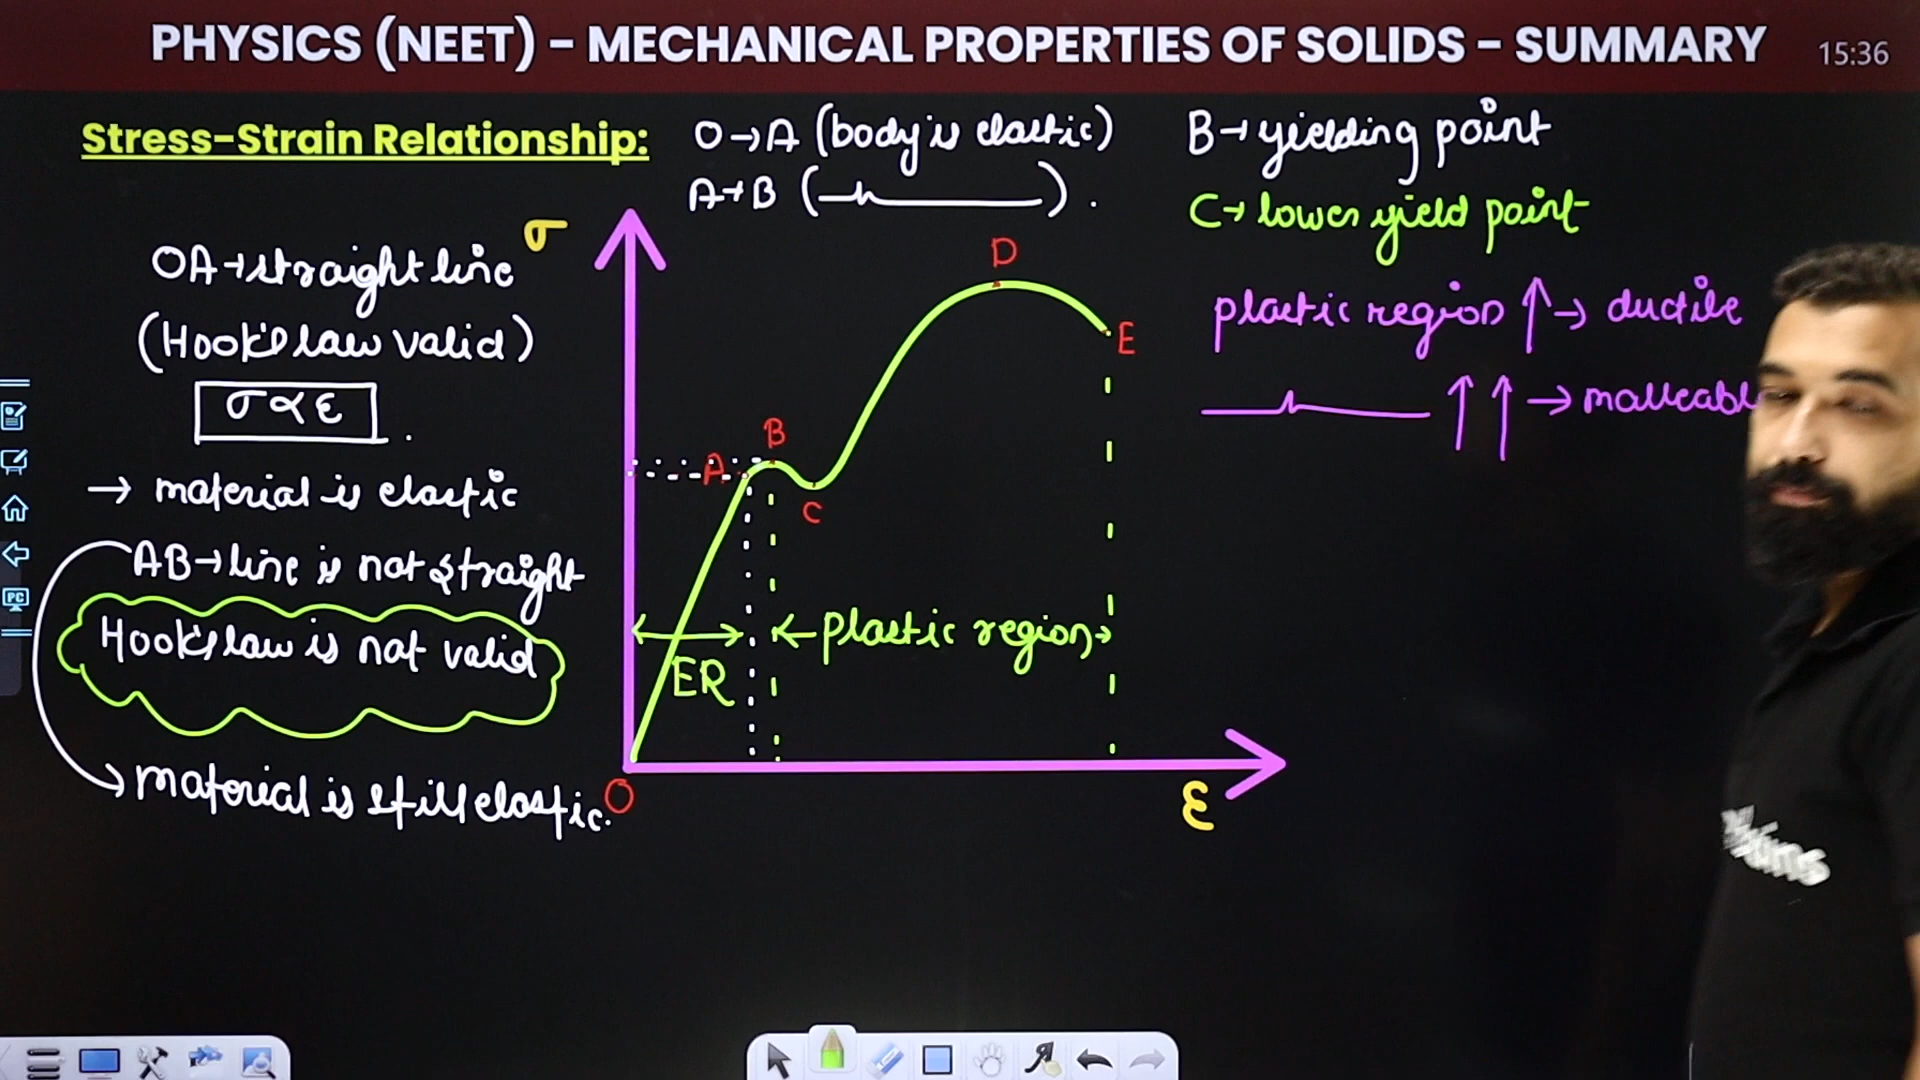 PHYSICS (NEET) - MECHANICAL PROPERTIES OF SOLIDS - SUMMARY
15:36
Stress-Strain Relationship:
O→A (body is elastic)
A→B ( )
B→ yielding point
C→ lower yield point
plastic region ↑ → ductile
↑ ↑ → malleable
σ
OA→straight line
(Hook's law valid)
σ ∝ ε
→ material is elastic
AB→line is not straight
Hook's law is not valid
material is still elastic.
D
E
B
A
C
ER
plastic region
O
ε
PC